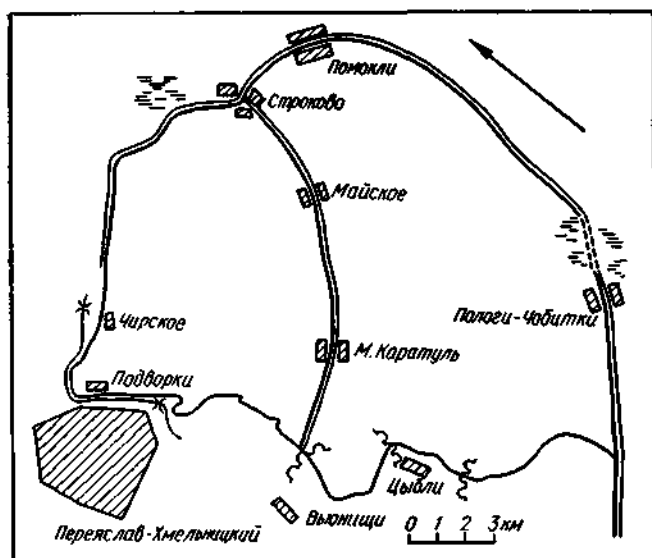 Помокли
Строково
Майское
Пологи-Чобитки
Чирское
М. Каратуль
Подворки
Цыбли
Вьюнищи
Переяслав-Хмельницкий
0 1 2 3 км